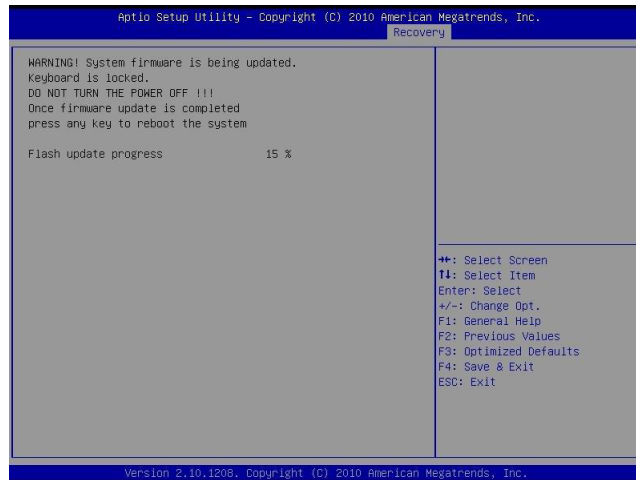 Aptio Setup Utility – Copyright (C) 2010 American Megatrends, Inc.
Recovery
WARNING! System firmware is being updated.
Keyboard is locked.
DO NOT TURN THE POWER OFF !!!
Once firmware update is completed
press any key to reboot the system
Flash update progress 15 %
→←: Select Screen
↑↓: Select Item
Enter: Select
+/-: Change Opt.
F1: General Help
F2: Previous Values
F3: Optimized Defaults
F4: Save & Exit
ESC: Exit
Version 2.10.1208. Copyright (C) 2010 American Megatrends, Inc.